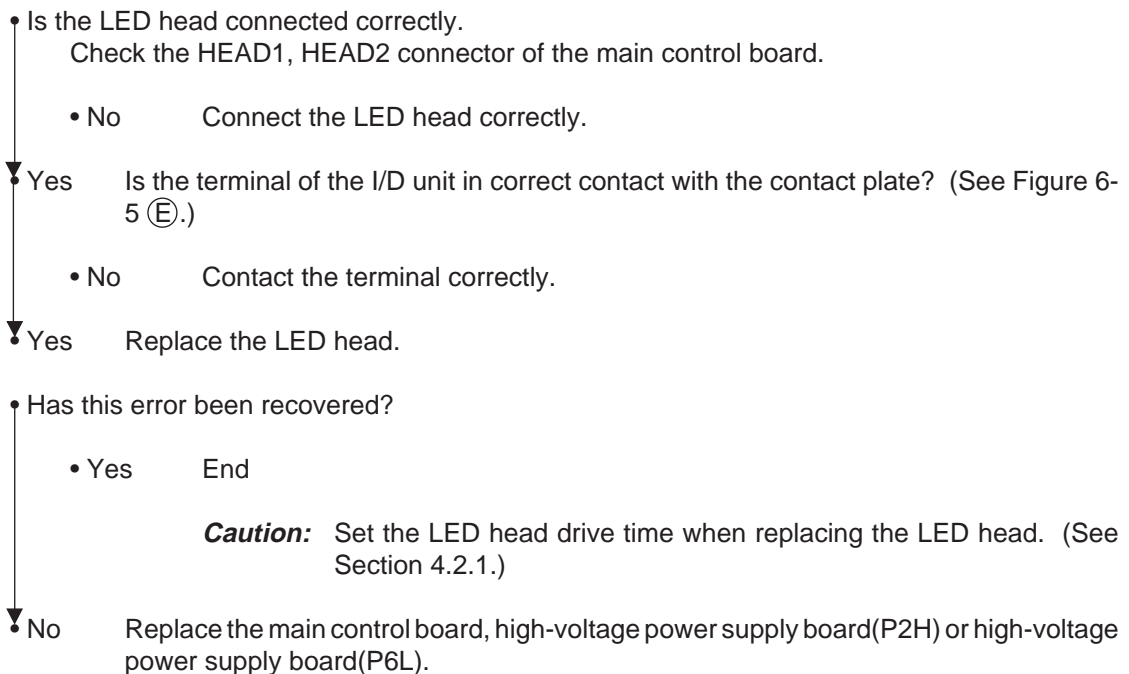 • Is the LED head connected correctly.
Check the HEAD1, HEAD2 connector of the main control board.
• No Connect the LED head correctly.
• Yes Is the terminal of the I/D unit in correct contact with the contact plate? (See Figure 6-
5 Ⓔ.)
• No Contact the terminal correctly.
• Yes Replace the LED head.
• Has this error been recovered?
• Yes End
Caution: Set the LED head drive time when replacing the LED head. (See
Section 4.2.1.)
• No Replace the main control board, high-voltage power supply board(P2H) or high-voltage
power supply board(P6L).